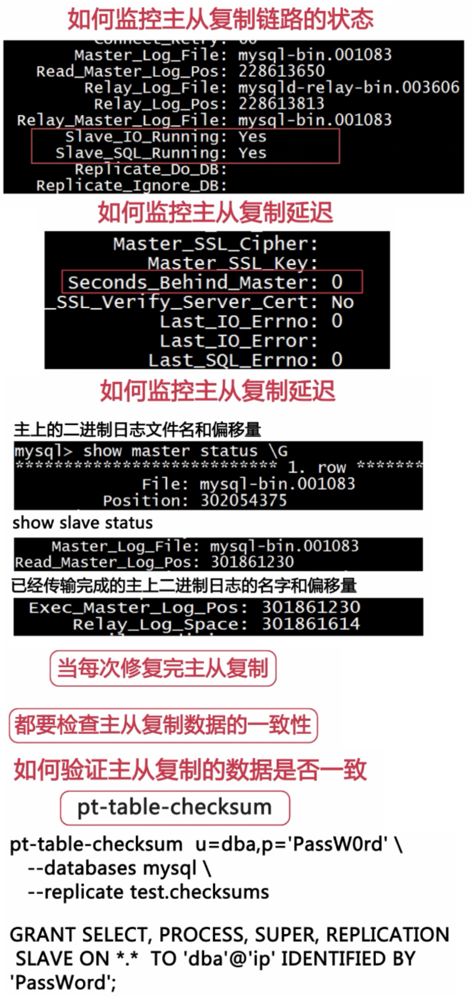 如何监控主从复制链路的状态
Connect_Retry: 60
Master_Log_File: mysql-bin.001083
Read_Master_Log_Pos: 228613650
Relay_Log_File: mysqld-relay-bin.003606
Relay_Log_Pos: 228613813
Relay_Master_Log_File: mysql-bin.001083
Slave_IO_Running: Yes
Slave_SQL_Running: Yes
Replicate_Do_DB:
Replicate_Ignore_DB:
如何监控主从复制延迟
Master_SSL_Cipher:
Master_SSL_Key:
Seconds_Behind_Master: 0
_SSL_Verify_Server_Cert: No
Last_IO_Errno: 0
Last_IO_Error:
Last_SQL_Errno: 0
如何监控主从复制延迟
主上的二进制日志文件名和偏移量
mysql> show master status \G
*************************** 1. row *******
File: mysql-bin.001083
Position: 302054375
show slave status
Master_Log_File: mysql-bin.001083
Read_Master_Log_Pos: 301861230
已经传输完成的主上二进制日志的名字和偏移量
Exec_Master_Log_Pos: 301861230
Relay_Log_Space: 301861614
当每次修复完主从复制
都要检查主从复制数据的一致性
如何验证主从复制的数据是否一致
pt-table-checksum
pt-table-checksum u=dba,p='PassW0rd' \
--databases mysql \
--replicate test.checksums
GRANT SELECT, PROCESS, SUPER, REPLICATION
SLAVE ON *.* TO 'dba'@'ip' IDENTIFIED BY
'PassWord';